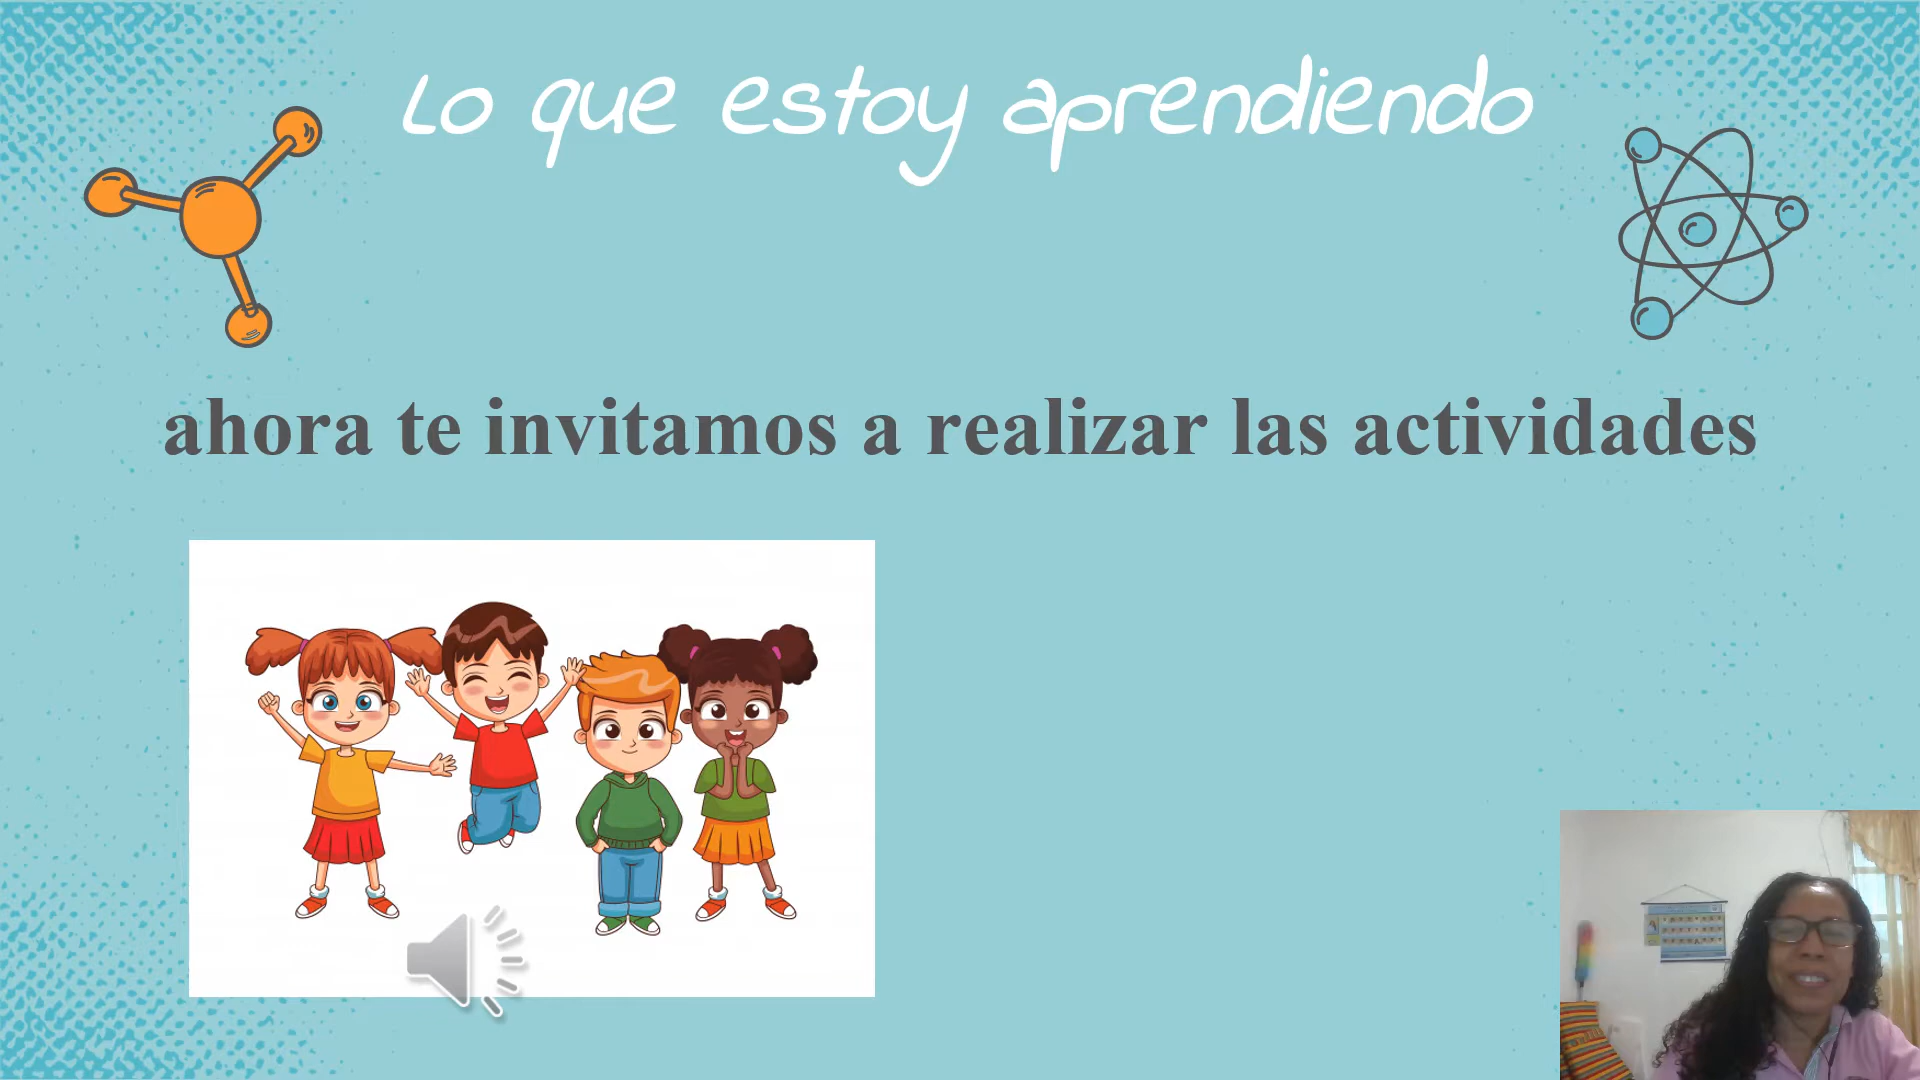 Lo que estoy aprendiendo
ahora te invitamos a realizar las actividades